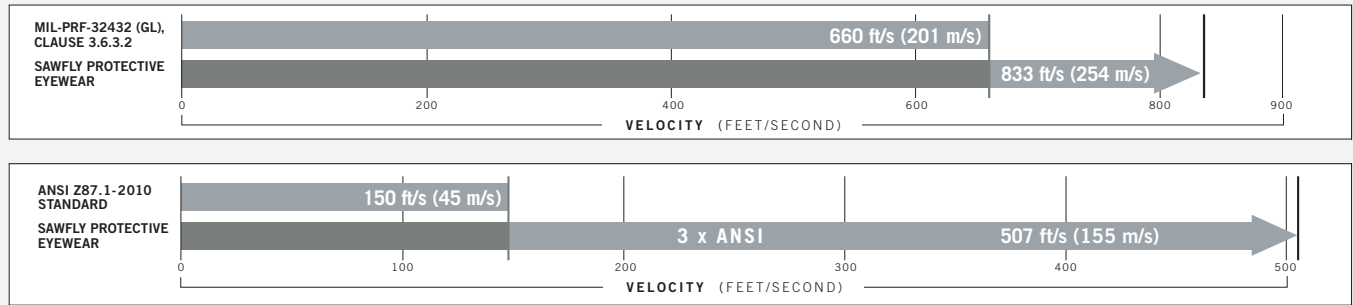 MIL-PRF-32432 (GL),
CLAUSE 3.6.3.2
660 ft/s (201 m/s)
SAWFLY PROTECTIVE
EYEWEAR
833 ft/s (254 m/s)
0 200 400 600 800 900
VELOCITY (FEET/SECOND)
ANSI Z87.1-2010
STANDARD
150 ft/s (45 m/s)
SAWFLY PROTECTIVE
EYEWEAR
3 x ANSI 507 ft/s (155 m/s)
0 100 200 300 400 500
VELOCITY (FEET/SECOND)